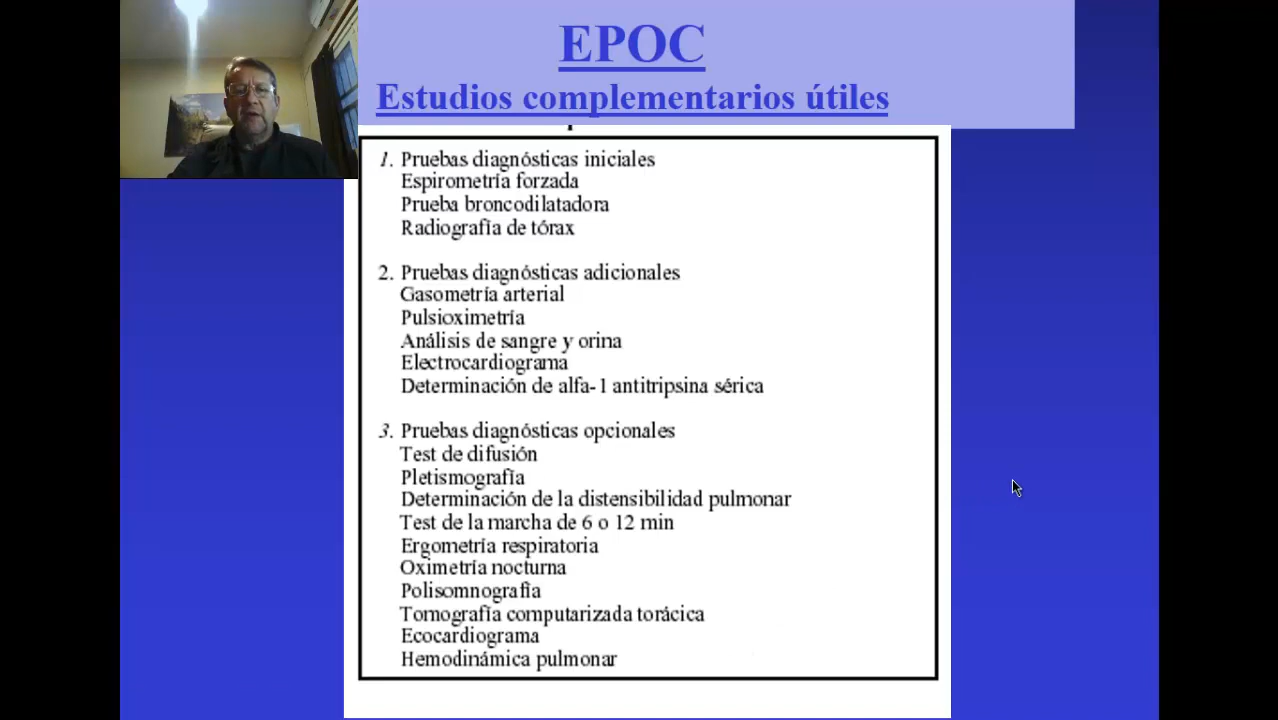 EPOC
Estudios complementarios útiles
1. Pruebas diagnósticas iniciales
Espirometría forzada
Prueba broncodilatadora
Radiografía de tórax
2. Pruebas diagnósticas adicionales
Gasometría arterial
Pulsioximetría
Análisis de sangre y orina
Electrocardiograma
Determinación de alfa-1 antitripsina sérica
3. Pruebas diagnósticas opcionales
Test de difusión
Pletismografía
Determinación de la distensibilidad pulmonar
Test de la marcha de 6 o 12 min
Ergometría respiratoria
Oximetría nocturna
Polisomnografía
Tomografía computarizada torácica
Ecocardiograma
Hemodinámica pulmonar